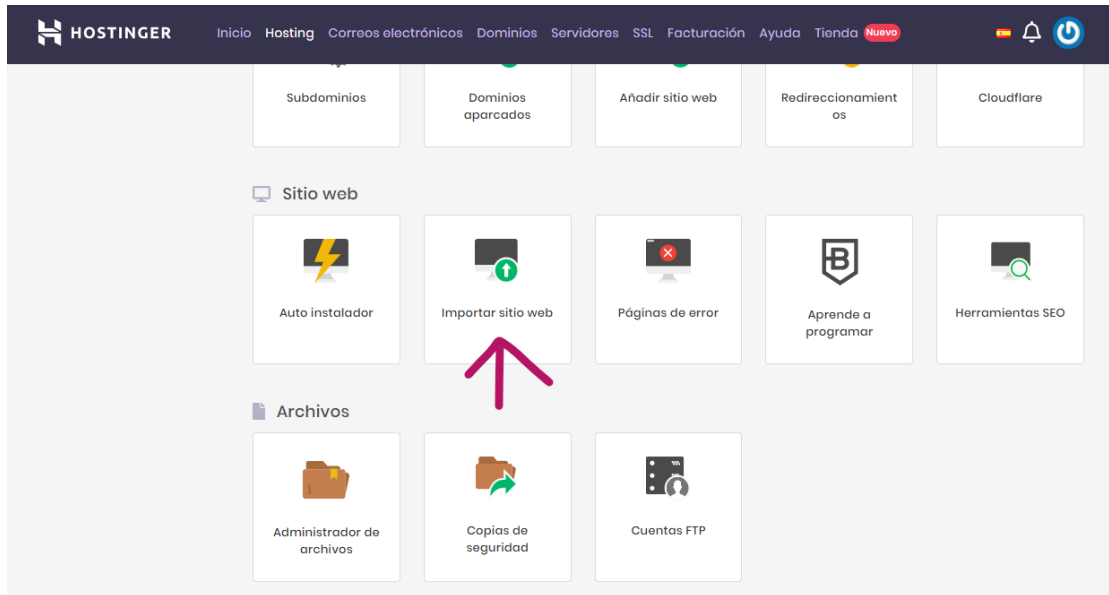 HOSTINGER Inicio Hosting Correos electrónicos Dominios Servidores SSL Facturación Ayuda Tienda Nuevo
Subdominios
Dominios
aparcados
Añadir sitio web
Redireccionamient
os
Cloudflare
Sitio web
Auto instalador
Importar sitio web
Páginas de error
B
Aprende a
programar
Herramientas SEO
Archivos
Administrador de
archivos
Copias de
seguridad
Cuentas FTP